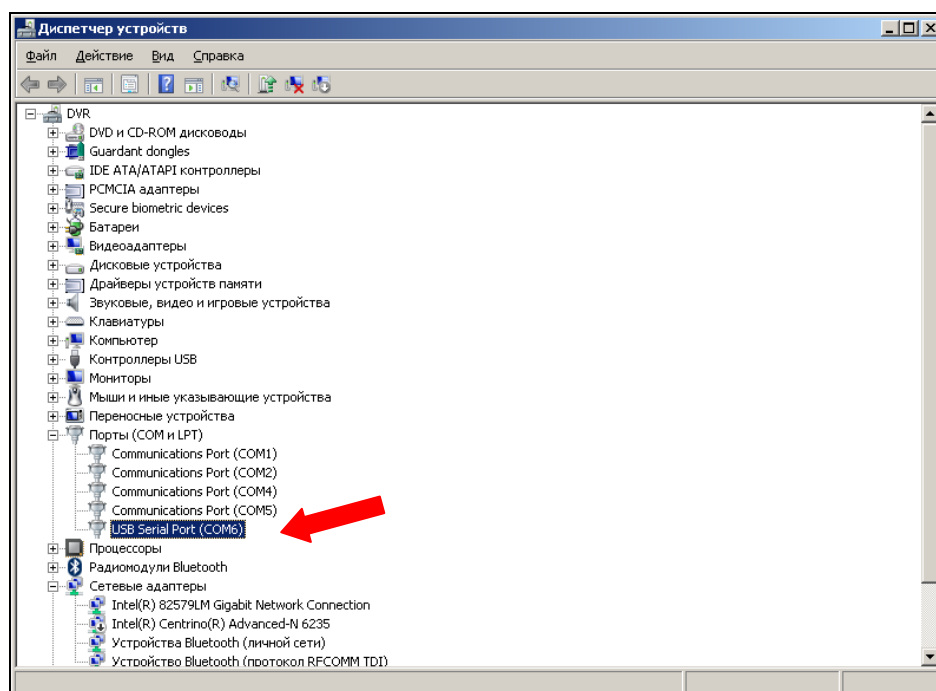 Диспетчер устройств
Файл Действие Вид Справка
DVR
DVD и CD-ROM дисководы
Guardant dongles
IDE ATA/ATAPI контроллеры
PCMCIA адаптеры
Secure biometric devices
Батареи
Видеоадаптеры
Дисковые устройства
Драйверы устройств памяти
Звуковые, видео и игровые устройства
Клавиатуры
Компьютер
Контроллеры USB
Мониторы
Мыши и иные указывающие устройства
Переносные устройства
Порты (COM и LPT)
Communications Port (COM1)
Communications Port (COM2)
Communications Port (COM4)
Communications Port (COM5)
USB Serial Port (COM6)
Процессоры
Радиомодули Bluetooth
Сетевые адаптеры
Intel(R) 82579LM Gigabit Network Connection
Intel(R) Centrino(R) Advanced-N 6235
Устройства Bluetooth (личной сети)
Устройство Bluetooth (протокол RFCOMM TDI)